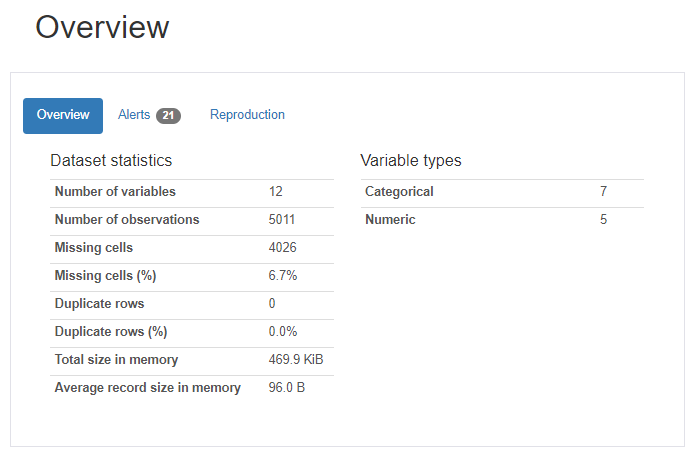 Overview
Overview Alerts 21 Reproduction
Dataset statistics
Number of variables 12
Number of observations 5011
Missing cells 4026
Missing cells (%) 6.7%
Duplicate rows 0
Duplicate rows (%) 0.0%
Total size in memory 469.9 KiB
Average record size in memory 96.0 B
Variable types
Categorical 7
Numeric 5